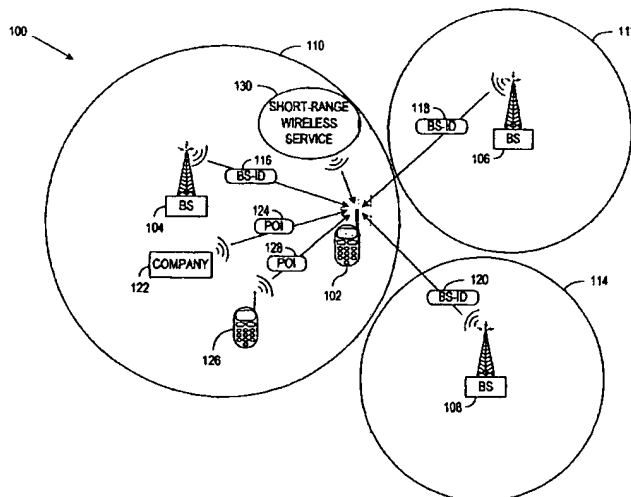 100
110
130
SHORT-RANGE
WIRELESS
SERVICE
116
BS-ID
BS
104
124
POI
128
POI
COMPANY
122
102
126
11
118
BS-ID
BS
106
120
BS-ID
114
BS
108